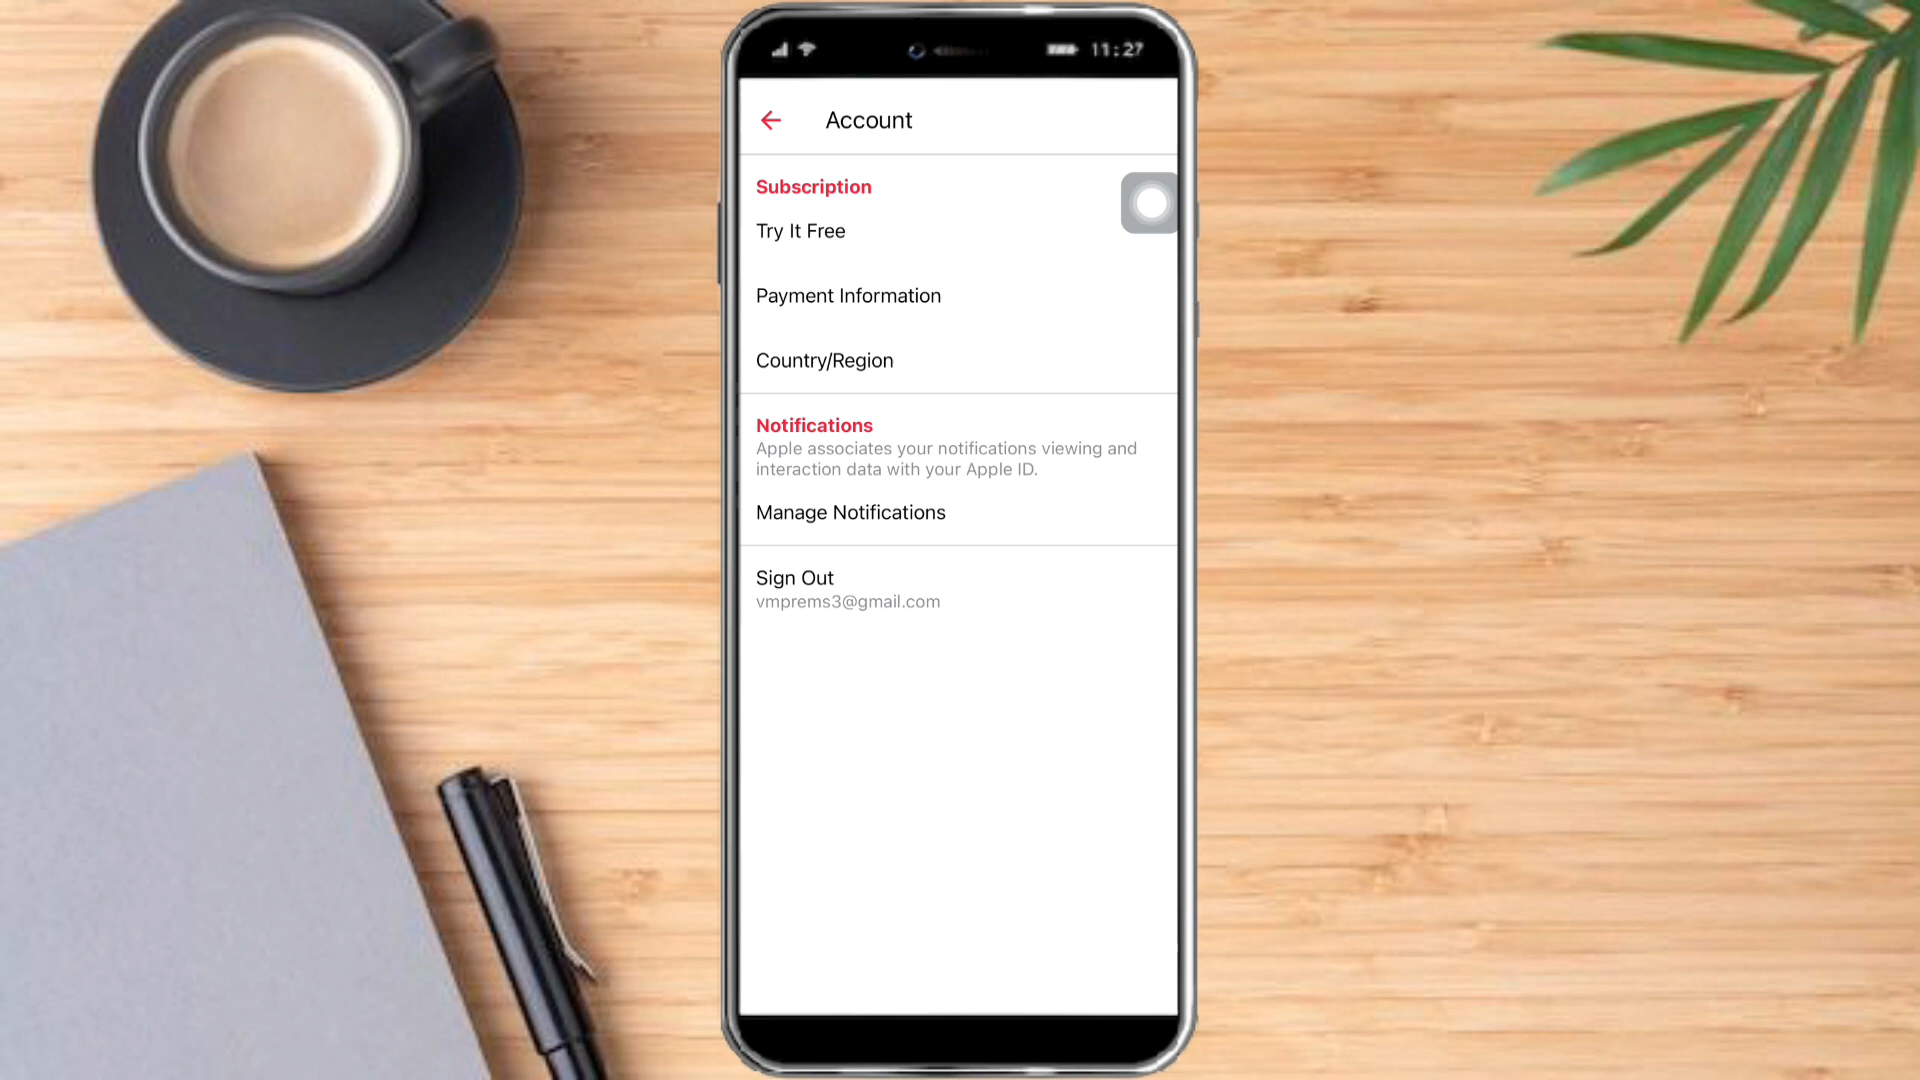 11:27
Account
Subscription
Try It Free
Payment Information
Country/Region
Notifications
Apple associates your notifications viewing and
interaction data with your Apple ID.
Manage Notifications
Sign Out
vmprems3@gmail.com